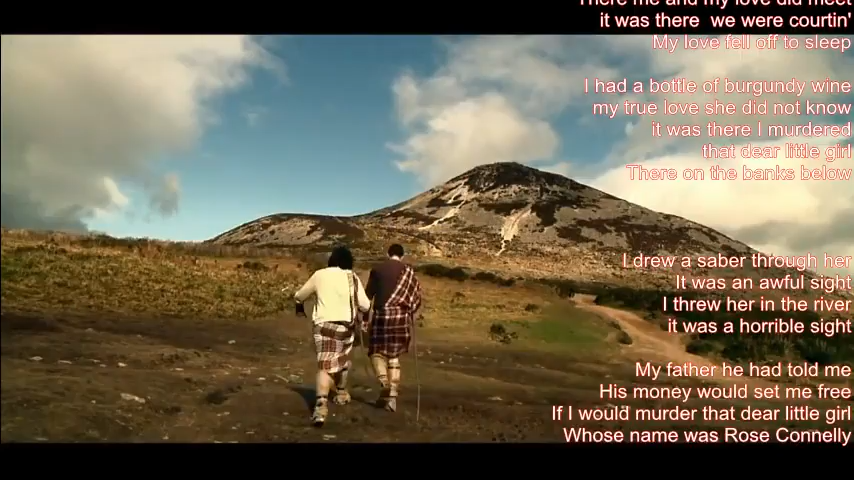 There me and my love did meet
it was there we were courtin'
My love fell off to sleep
I had a bottle of burgundy wine
my true love she did not know
it was there I murdered
that dear little girl
There on the banks below
I drew a saber through her
It was an awful sight
I threw her in the river
it was a horrible sight
My father he had told me
His money would set me free
If I would murder that dear little girl
Whose name was Rose Connelly